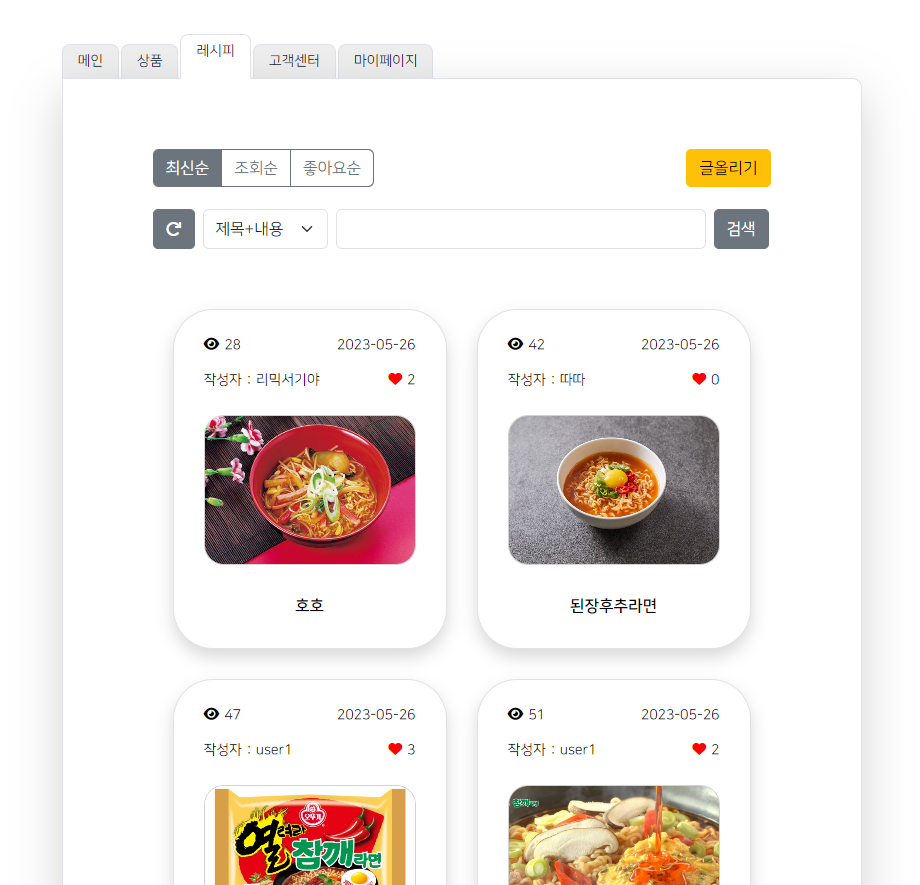 메인 상품 레시피 고객센터 마이페이지
최신순 조회순 좋아요순 글올리기
제목+내용 검색
28 2023-05-26
작성자 : 리믹서기야 2
호호
42 2023-05-26
작성자 : 따따 0
된장후추라면
47 2023-05-26
작성자 : user1 3
오뚜기
열려라
참깨라면
51 2023-05-26
작성자 : user1 2
참깨